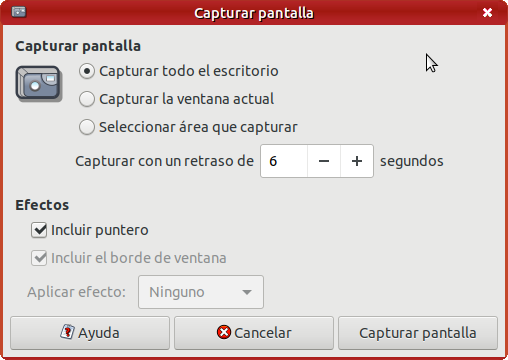 Capturar pantalla
Capturar pantalla
Capturar todo el escritorio
Capturar la ventana actual
Seleccionar área que capturar
Capturar con un retraso de 6 segundos
Efectos
Incluir puntero
Incluir el borde de ventana
Aplicar efecto: Ninguno
Ayuda Cancelar Capturar pantalla